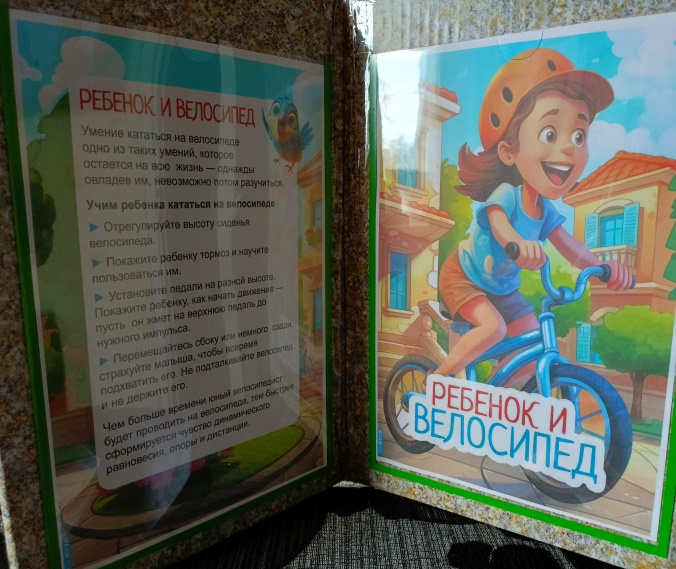 РЕБЕНОК И ВЕЛОСИПЕД
Умение кататься на велосипеде
одно из таких умений, которое
остается на всю жизнь — однажды
овладев им, невозможно потом разучиться.
Учим ребенка кататься на велосипеде
► Отрегулируйте высоту сиденья
велосипеда.
► Покажите ребенку тормоз и научите
пользоваться им.
► Установите педали на разной высоте.
Покажите ребенку, как начать движение —
пусть он жмет на верхнюю педаль до
нужного импульса.
► Перемещайтесь сбоку или немного сзади,
страхуйте малыша, чтобы вовремя
подхватить его. Не подталкивайте велосипед
и не держите его.
Чем больше времени юный велосипедист
будет проводить на велосипеде, тем быстрее
сформируется чувство динамического
равновесия, опоры и дистанции.
РЕБЕНОК И
ВЕЛОСИПЕД